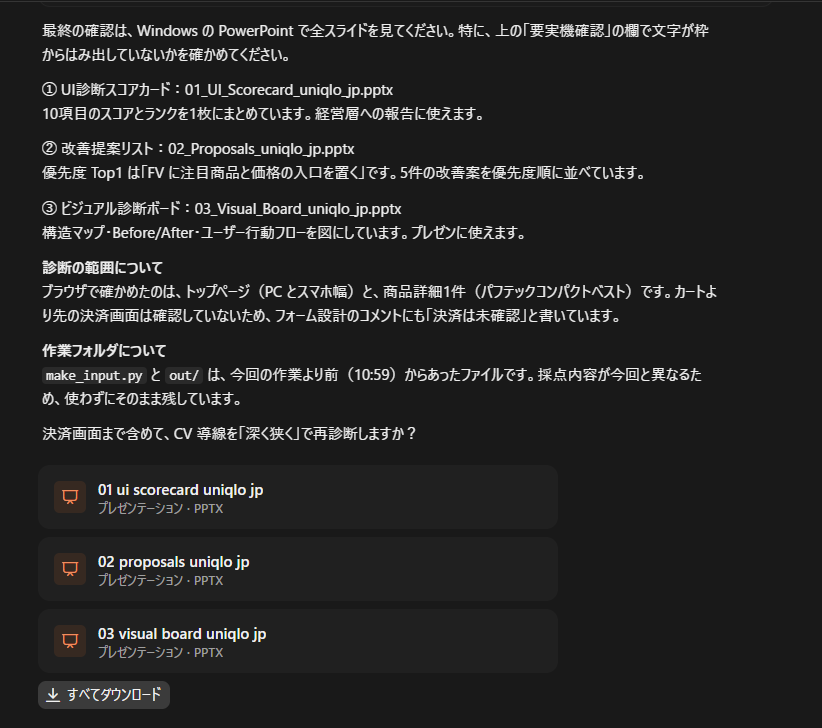 最終の確認は、Windows の PowerPoint で全スライドを見てください。特に、上の「要実機確認」の欄で文字が枠
からはみ出していないかを確かめてください。
① UI診断スコアカード：01_UI_Scorecard_uniqlo_jp.pptx
10項目のスコアとランクを1枚にまとめています。経営層への報告に使えます。
② 改善提案リスト：02_Proposals_uniqlo_jp.pptx
優先度 Top1 は「FV に注目商品と価格の入口を置く」です。5件の改善案を優先度順に並べています。
③ ビジュアル診断ボード：03_Visual_Board_uniqlo_jp.pptx
構造マップ・Before/After・ユーザー行動フローを図にしています。プレゼンに使えます。
診断の範囲について
ブラウザで確かめたのは、トップページ（PC とスマホ幅）と、商品詳細1件（パフテックコンパクトベスト）です。カートよ
り先の決済画面は確認していないため、フォーム設計のコメントにも「決済は未確認」と書いています。
作業フォルダについて
make_input.py と out/ は、今回の作業より前（10:59）からあったファイルです。採点内容が今回と異なるた
め、使わずにそのまま残しています。
決済画面まで含めて、CV 導線を「深く狭く」で再診断しますか？
01 ui scorecard uniqlo jp
プレゼンテーション · PPTX
02 proposals uniqlo jp
プレゼンテーション · PPTX
03 visual board uniqlo jp
プレゼンテーション · PPTX
すべてダウンロード